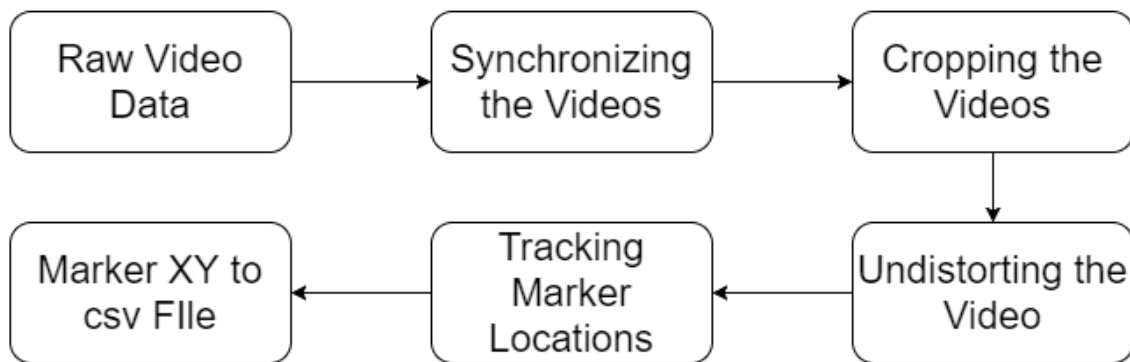 Raw Video
Data
Synchronizing
the Videos
Cropping the
Videos
Undistorting the
Video
Tracking
Marker
Locations
Marker XY to
csv FIle